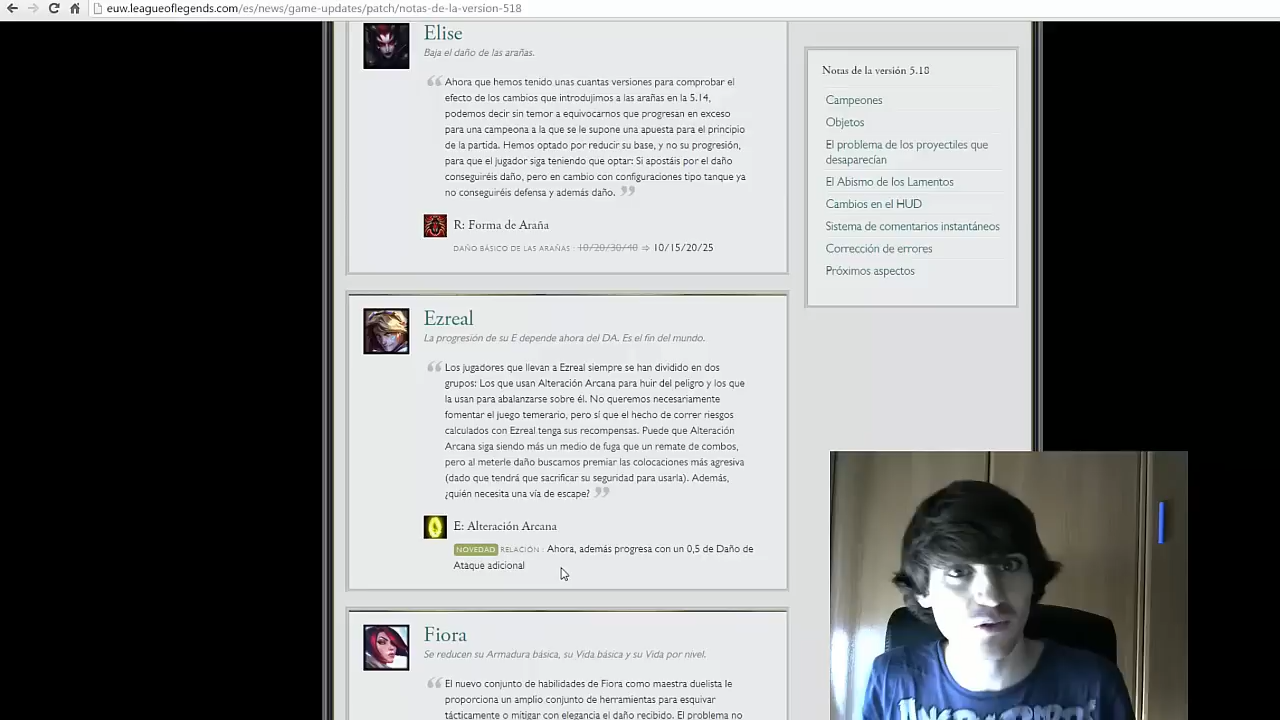 euw.leagueoflegends.com/es/news/game-updates/patch/notas-de-la-version-518
Elise
Baja el daño de las arañas.
Ahora que hemos tenido unas cuantas versiones para comprobar el
efecto de los cambios que introdujimos a las arañas en la 5.14,
podemos decir sin temor a equivocarnos que progresan en exceso
para una campeona a la que se le supone una apuesta para el principio
de la partida. Hemos optado por reducir su base, y no su progresión,
para que el jugador siga teniendo que optar: Si apostáis por el daño
conseguiréis daño, pero en cambio con configuraciones tipo tanque ya
no conseguiréis defensa y además daño.
R: Forma de Araña
DAÑO BÁSICO DE LAS ARAÑAS : 10/20/30/40 ⇒ 10/15/20/25
Ezreal
La progresión de su E depende ahora del DA. Es el fin del mundo.
Los jugadores que llevan a Ezreal siempre se han dividido en dos
grupos: Los que usan Alteración Arcana para huir del peligro y los que
la usan para abalanzarse sobre él. No queremos necesariamente
fomentar el juego temerario, pero sí que el hecho de correr riesgos
calculados con Ezreal tenga sus recompensas. Puede que Alteración
Arcana siga siendo más un medio de fuga que un remate de combos,
pero al meterle daño buscamos premiar las colocaciones más agresiva
(dado que tendrá que sacrificar su seguridad para usarla). Además,
¿quién necesita una vía de escape?
E: Alteración Arcana
NOVEDAD RELACIÓN : Ahora, además progresa con un 0,5 de Daño de
Ataque adicional
Fiora
Se reducen su Armadura básica, su Vida básica y su Vida por nivel.
El nuevo conjunto de habilidades de Fiora como maestra duelista le
proporciona un amplio conjunto de herramientas para esquivar
tácticamente o mitigar con elegancia el daño recibido. El problema no
Notas de la versión 5.18
Campeones
Objetos
El problema de los proyectiles que
desaparecían
El Abismo de los Lamentos
Cambios en el HUD
Sistema de comentarios instantáneos
Corrección de errores
Próximos aspectos